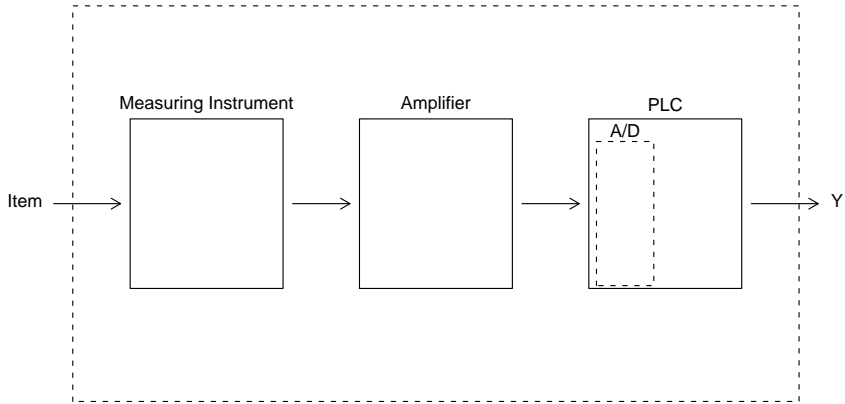 Measuring Instrument
Amplifier
PLC
A/D
Item
Y